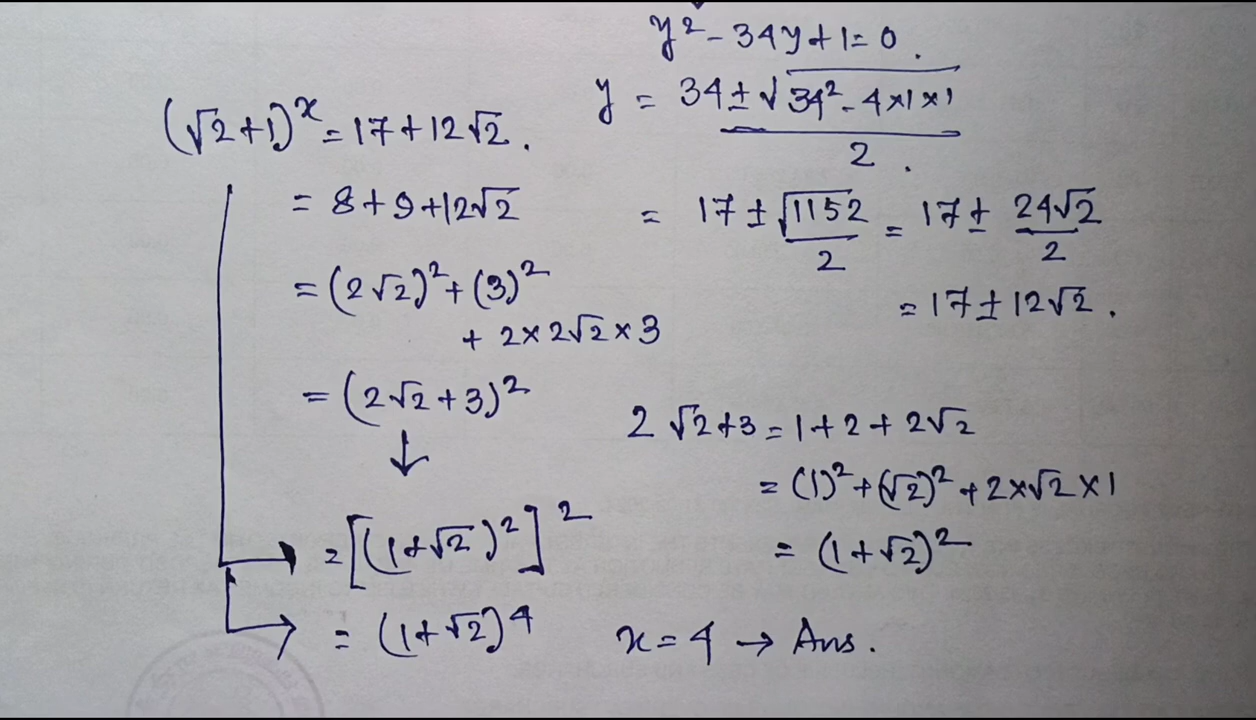 y² - 34y + 1 = 0.
y = 34 ± √34² - 4×1×1 / 2.
= 17 ± √1152 / 2 = 17 ± 24√2 / 2
= 17 ± 12√2.
(√2+1)ˣ = 17 + 12√2.
= 8 + 9 + 12√2
= (2√2)² + (3)²
+ 2×2√2×3
= (2√2+3)²
↓
= [(1+√2)²]²
= (1+√2)⁴
2√2+3 = 1+2+2√2
= (1)² + (√2)² + 2×√2×1
= (1+√2)²
x = 4 → Ans.